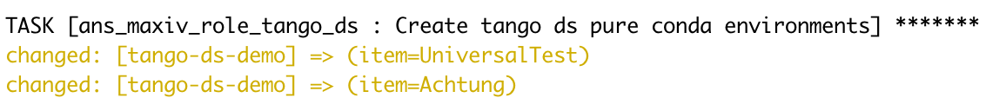 TASK [ans_maxiv_role_tango_ds : Create tango ds pure conda environments] *******
changed: [tango-ds-demo] => (item=UniversalTest)
changed: [tango-ds-demo] => (item=Achtung)